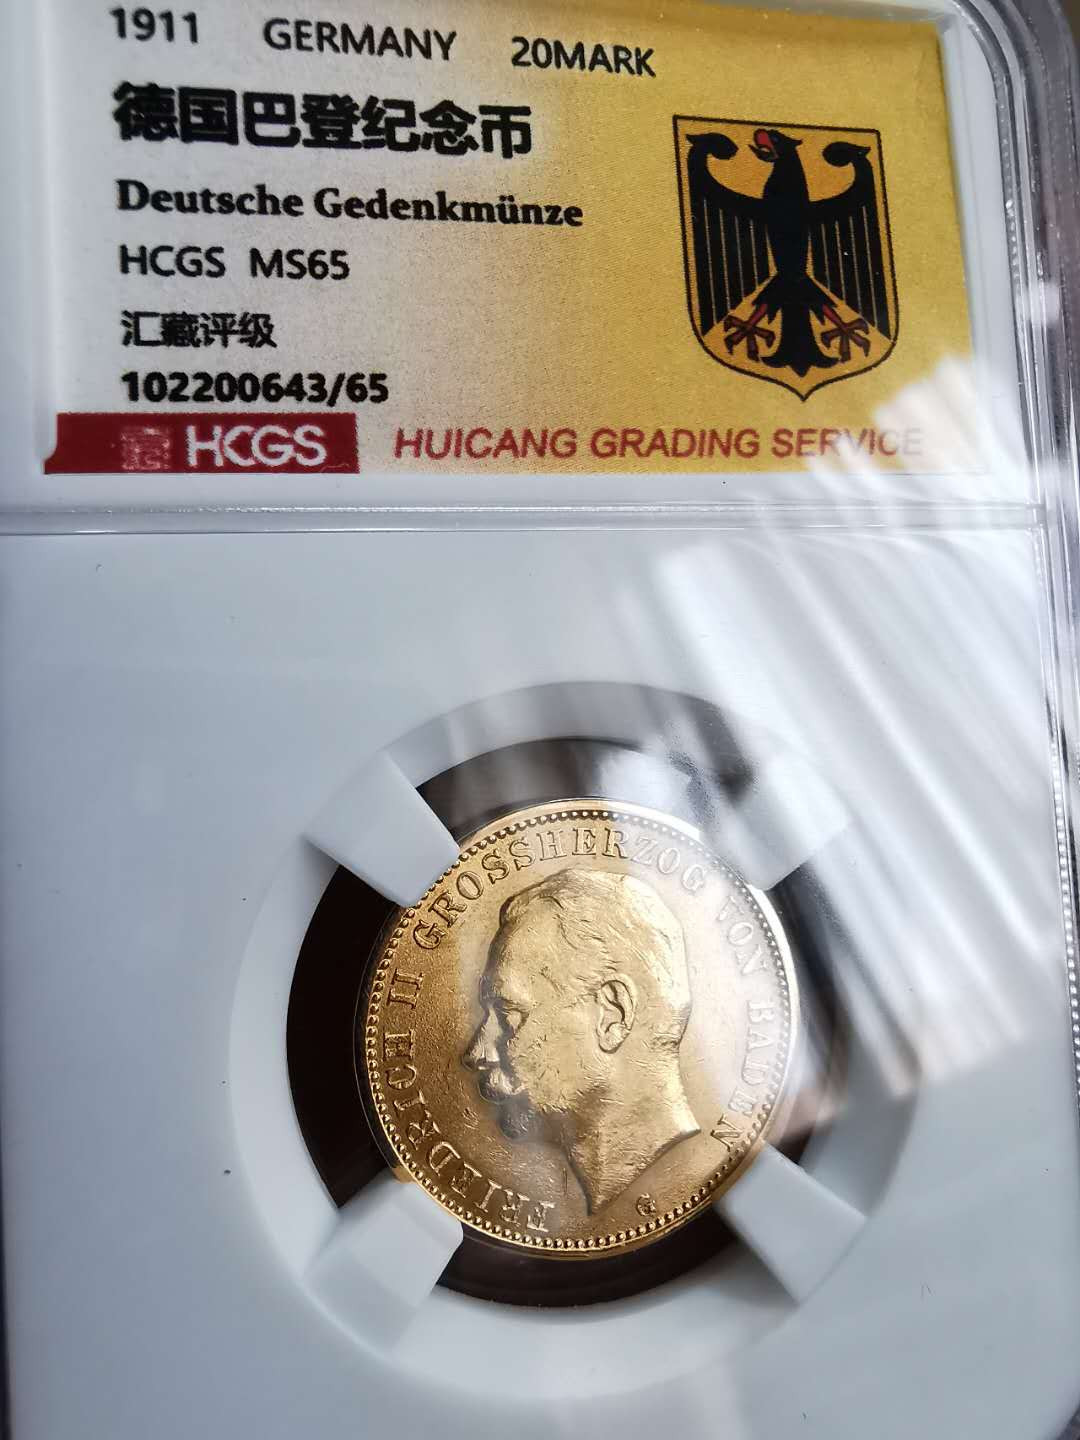 1911 GERMANY 20MARK
德国巴登纪念币
Deutsche Gedenkmünze
HCGS MS65
汇藏评级
102200643/65
HCGS HUICANG GRADING SERVICE
FRIEDRICH II GROSSHERZOG VON BADEN
G